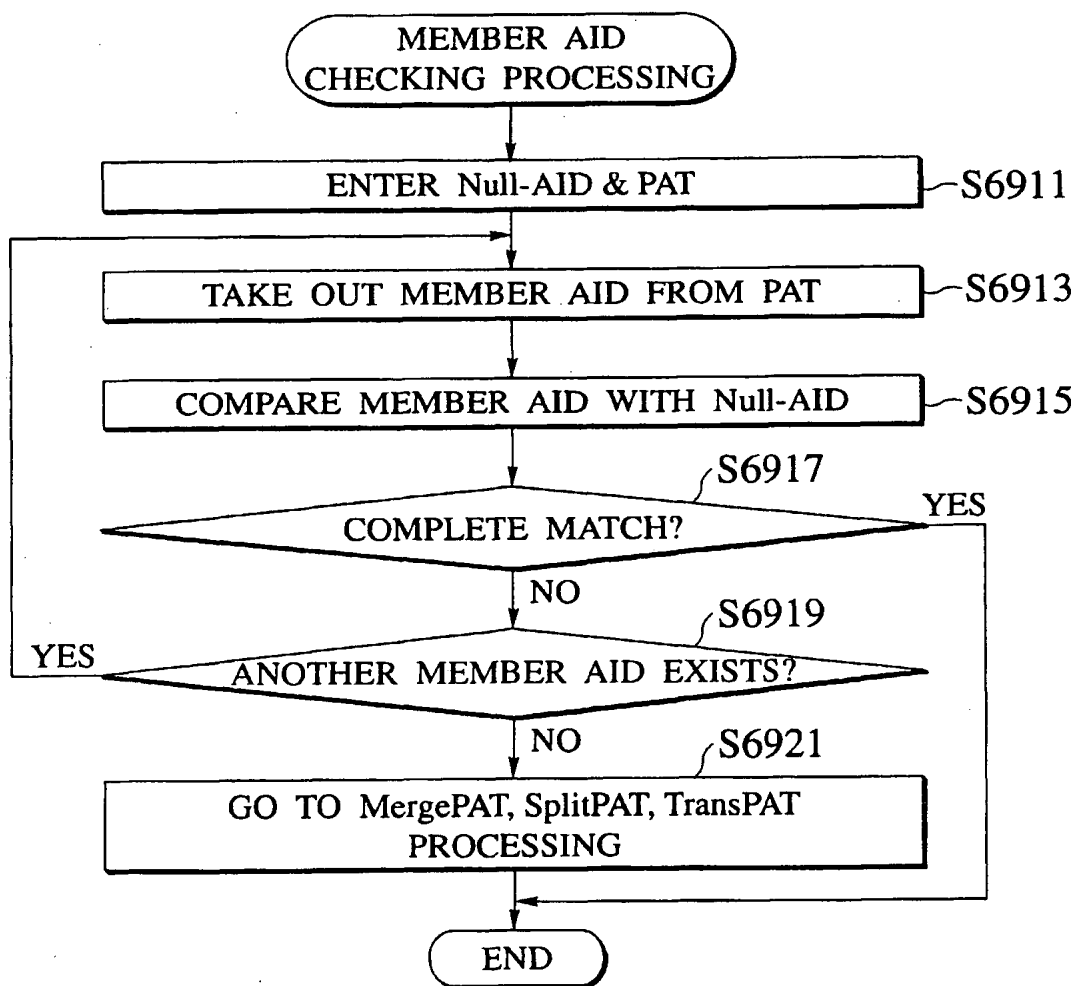 MEMBER AID
CHECKING PROCESSING
ENTER Null-AID & PAT
S6911
TAKE OUT MEMBER AID FROM PAT
S6913
COMPARE MEMBER AID WITH Null-AID
S6915
S6917
COMPLETE MATCH?
YES
NO
S6919
YES
ANOTHER MEMBER AID EXISTS?
NO
S6921
GO TO MergePAT, SplitPAT, TransPAT
PROCESSING
END